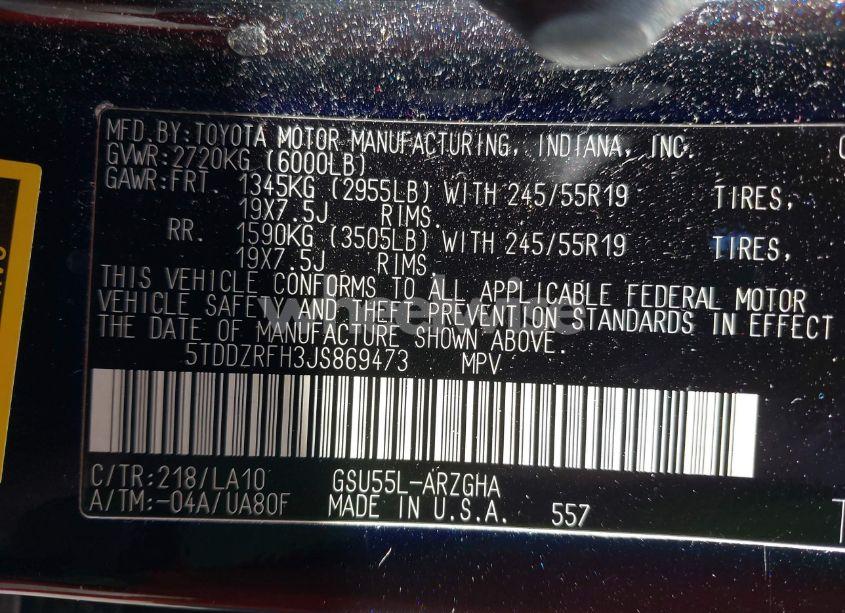 MFD. BY: TOYOTA MOTOR MANUFACTURING, INDIANA, INC.
GVWR: 2720KG (6000LB)
GAWR: FRT. 1345KG (2955LB) WITH 245/55R19 TIRES,
19X7.5J RIMS.
RR. 1590KG (3505LB) WITH 245/55R19 TIRES,
19X7.5J RIMS.
THIS VEHICLE CONFORMS TO ALL APPLICABLE FEDERAL MOTOR
VEHICLE SAFETY AND THEFT PREVENTION STANDARDS IN EFFECT
THE DATE OF MANUFACTURE SHOWN ABOVE.
5TDDZRFH3JS869473 MPV
C/TR: 218/LA10 GSU55L-ARZGHA
A/TM: -04A/UA80F MADE IN U.S.A. 557
wheelwise